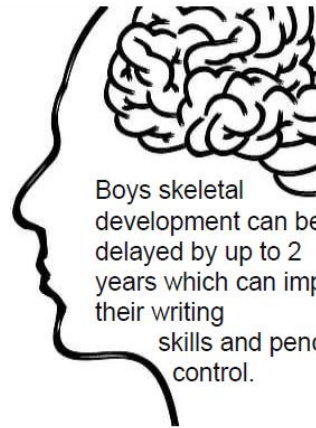 Boys skeletal
development can be
delayed by up to 2
years which can
their writing
skills and
control.